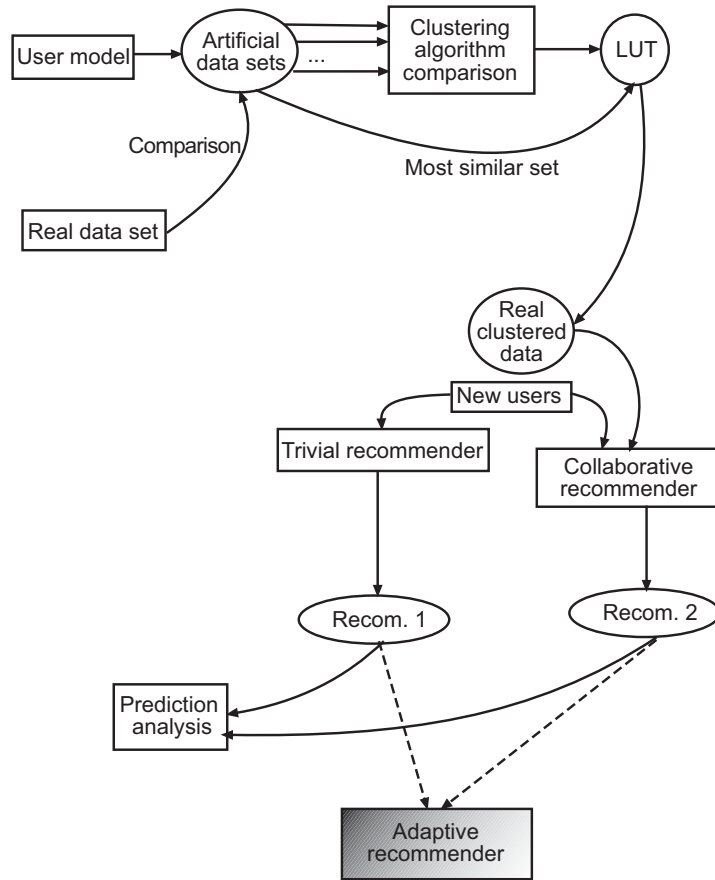 User model
Artificial
data sets
...
Clustering
algorithm
comparison
LUT
Comparison
Most similar set
Real data set
Real
clustered
data
New users
Trivial recommender
Collaborative
recommender
Recom. 1
Recom. 2
Prediction
analysis
Adaptive
recommender